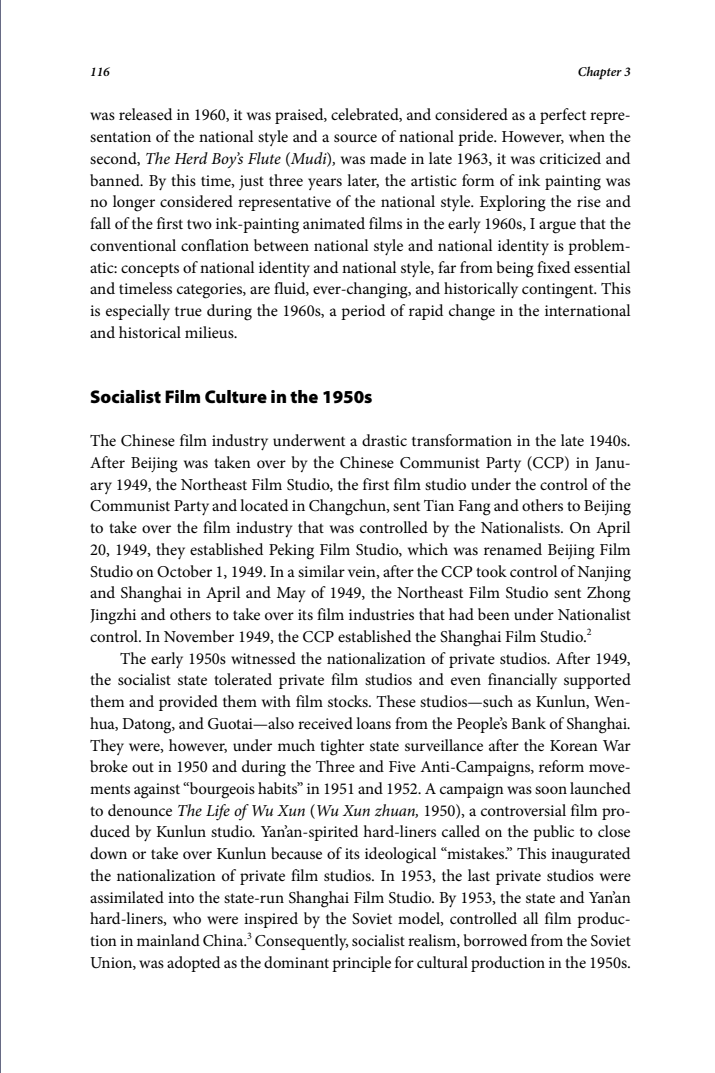 116
Chapter 3
was released in 1960, it was praised, celebrated, and considered as a perfect repre-
sentation of the national style and a source of national pride. However, when the
second, The Herd Boy’s Flute (Mudi), was made in late 1963, it was criticized and
banned. By this time, just three years later, the artistic form of ink painting was
no longer considered representative of the national style. Exploring the rise and
fall of the first two ink-painting animated films in the early 1960s, I argue that the
conventional conflation between national style and national identity is problem-
atic: concepts of national identity and national style, far from being fixed essential
and timeless categories, are fluid, ever-changing, and historically contingent. This
is especially true during the 1960s, a period of rapid change in the international
and historical milieus.
Socialist Film Culture in the 1950s
The Chinese film industry underwent a drastic transformation in the late 1940s.
After Beijing was taken over by the Chinese Communist Party (CCP) in Janu-
ary 1949, the Northeast Film Studio, the first film studio under the control of the
Communist Party and located in Changchun, sent Tian Fang and others to Beijing
to take over the film industry that was controlled by the Nationalists. On April
20, 1949, they established Peking Film Studio, which was renamed Beijing Film
Studio on October 1, 1949. In a similar vein, after the CCP took control of Nanjing
and Shanghai in April and May of 1949, the Northeast Film Studio sent Zhong
Jingzhi and others to take over its film industries that had been under Nationalist
control. In November 1949, the CCP established the Shanghai Film Studio.²
The early 1950s witnessed the nationalization of private studios. After 1949,
the socialist state tolerated private film studios and even financially supported
them and provided them with film stocks. These studios—such as Kunlun, Wen-
hua, Datong, and Guotai—also received loans from the People’s Bank of Shanghai.
They were, however, under much tighter state surveillance after the Korean War
broke out in 1950 and during the Three and Five Anti-Campaigns, reform move-
ments against “bourgeois habits” in 1951 and 1952. A campaign was soon launched
to denounce The Life of Wu Xun (Wu Xun zhuan, 1950), a controversial film pro-
duced by Kunlun studio. Yan’an-spirited hard-liners called on the public to close
down or take over Kunlun because of its ideological “mistakes.” This inaugurated
the nationalization of private film studios. In 1953, the last private studios were
assimilated into the state-run Shanghai Film Studio. By 1953, the state and Yan’an
hard-liners, who were inspired by the Soviet model, controlled all film produc-
tion in mainland China.³ Consequently, socialist realism, borrowed from the Soviet
Union, was adopted as the dominant principle for cultural production in the 1950s.